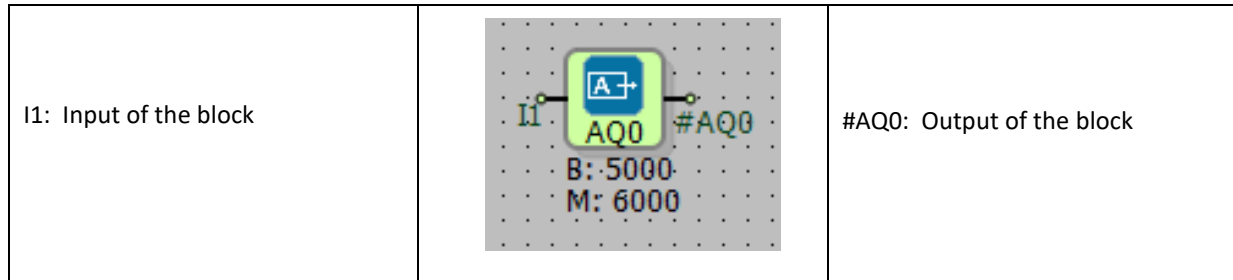 I1: Input of the block
A
I1
AQ0
#AQ0
B: 5000
M: 6000
#AQ0: Output of the block